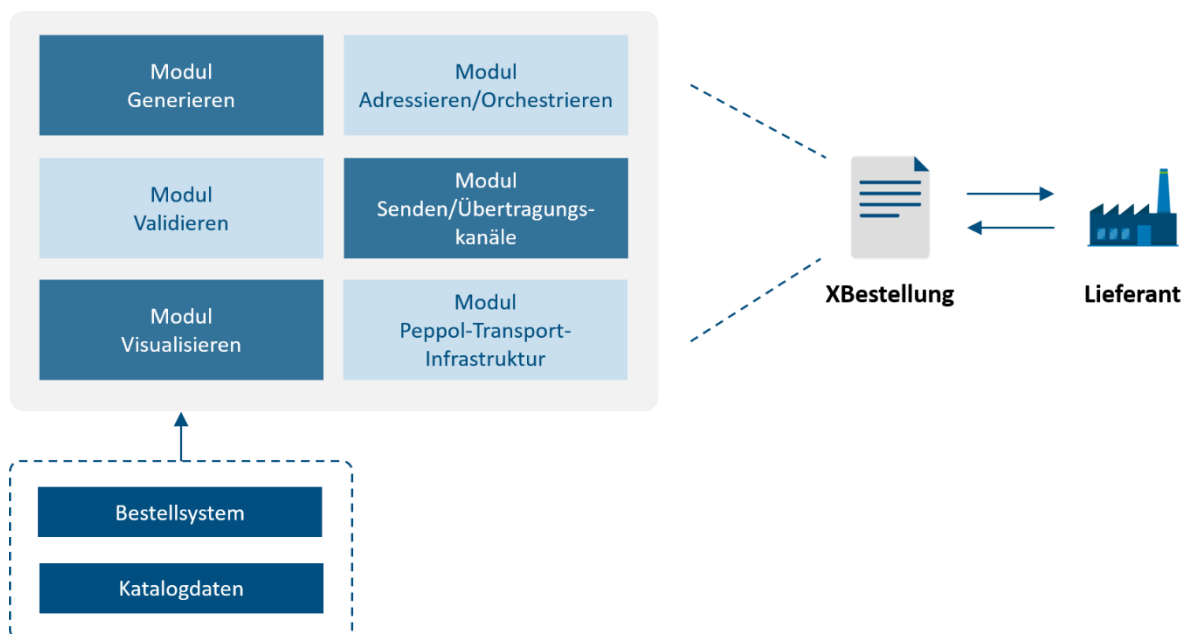 Modul
Generieren
Modul
Adressieren/Orchestrieren
Modul
Validieren
Modul
Senden/Übertragungs-
kanäle
Modul
Visualisieren
Modul
Peppol-Transport-
Infrastruktur
XBestellung
Lieferant
Bestellsystem
Katalogdaten